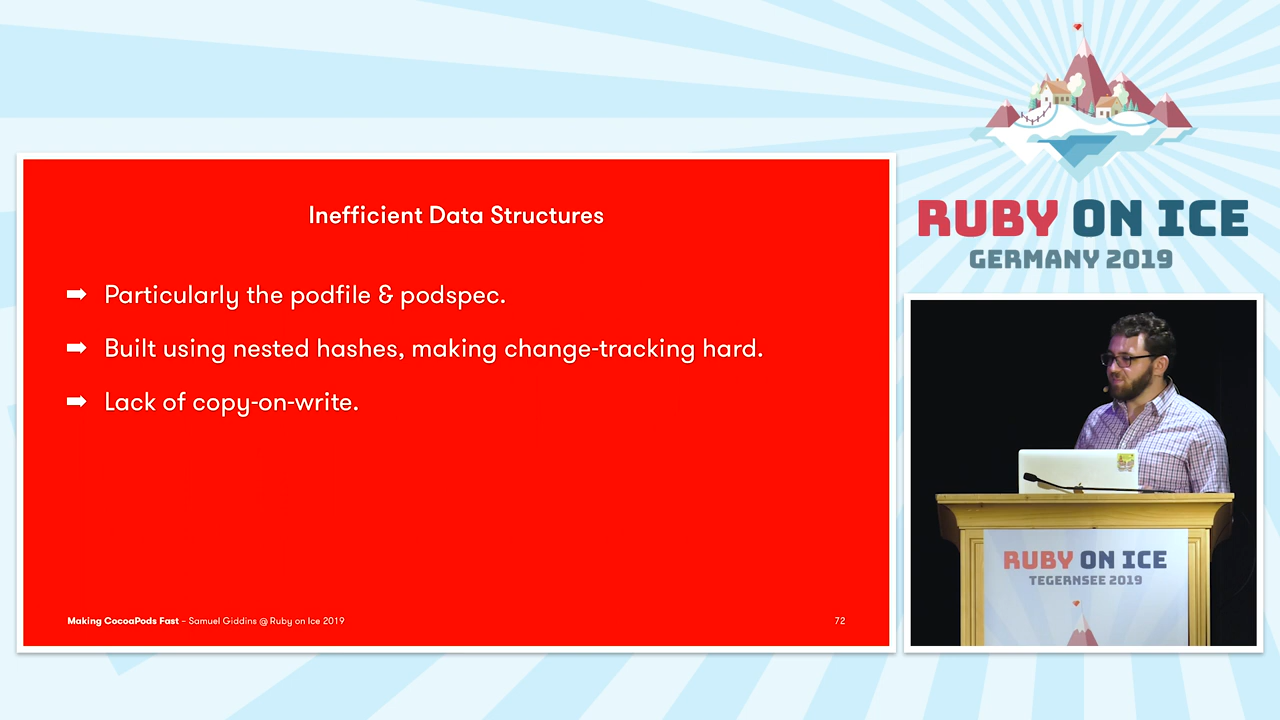 Inefficient Data Structures
➡ Particularly the podfile & podspec.
➡ Built using nested hashes, making change-tracking hard.
➡ Lack of copy-on-write.
Making CocoaPods Fast – Samuel Giddins @ Ruby on Ice 2019
72
RUBY ON ICE
GERMANY 2019
RUBY ON ICE
TEGERNSEE 2019